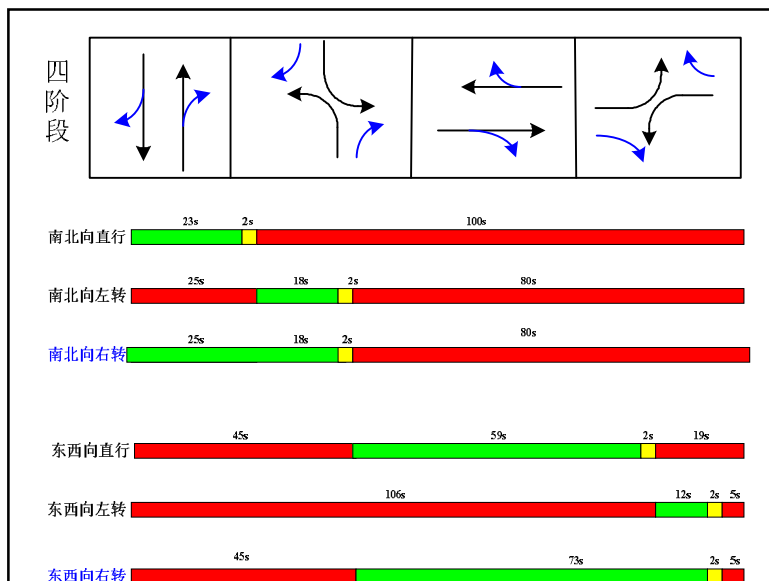 四阶段
23s 2s 100s
南北向直行
25s 18s 2s 80s
南北向左转
25s 18s 2s 80s
南北向右转
45s 59s 2s 19s
东西向直行
106s 12s 2s 5s
东西向左转
45s 73s 2s 5s
东西向右转